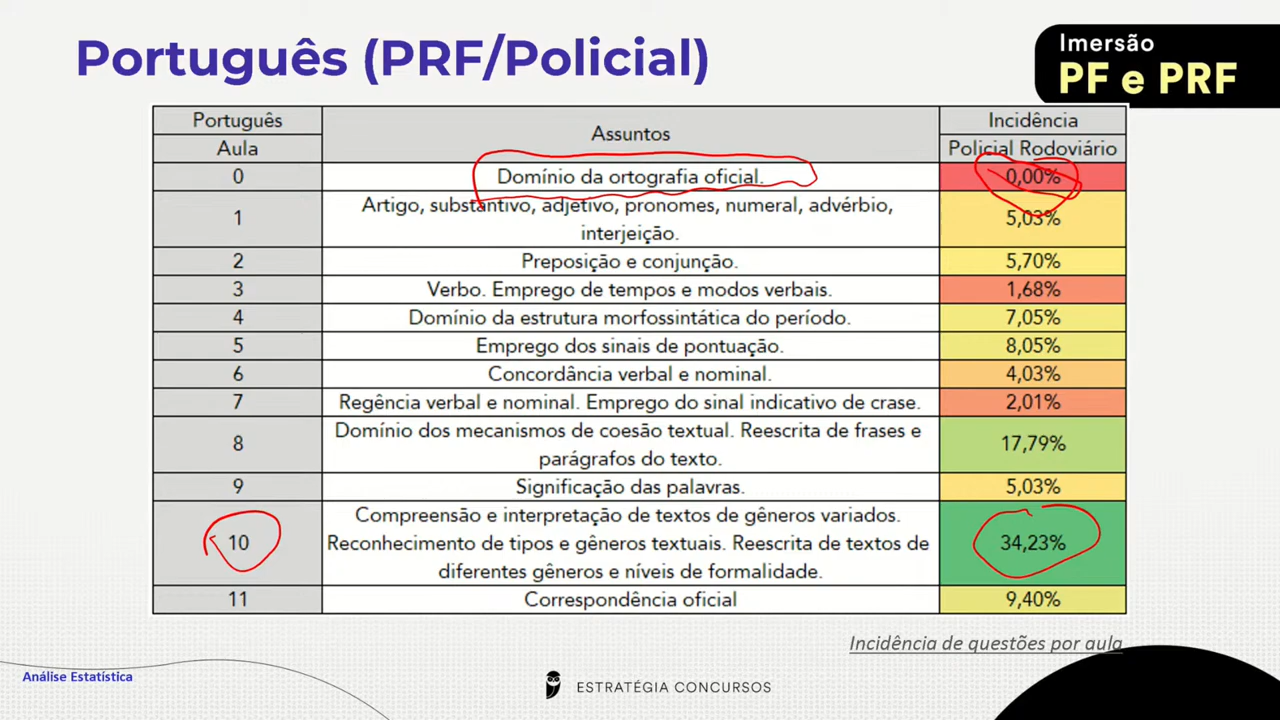 Português (PRF/Policial)
Imersão
PF e PRF
Português
Assuntos
Incidência
Aula
Policial Rodoviário
0
Domínio da ortografia oficial.
0,00%
1
Artigo, substantivo, adjetivo, pronomes, numeral, advérbio,
interjeição.
5,03%
2
Preposição e conjunção.
5,70%
3
Verbo. Emprego de tempos e modos verbais.
1,68%
4
Domínio da estrutura morfossintática do período.
7,05%
5
Emprego dos sinais de pontuação.
8,05%
6
Concordância verbal e nominal.
4,03%
7
Regência verbal e nominal. Emprego do sinal indicativo de crase.
2,01%
8
Domínio dos mecanismos de coesão textual. Reescrita de frases e
parágrafos do texto.
17,79%
9
Significação das palavras.
5,03%
10
Compreensão e interpretação de textos de gêneros variados.
Reconhecimento de tipos e gêneros textuais. Reescrita de textos de
diferentes gêneros e níveis de formalidade.
34,23%
11
Correspondência oficial
9,40%
Incidência de questões por aula
Análise Estatística
ESTRATÉGIA CONCURSOS